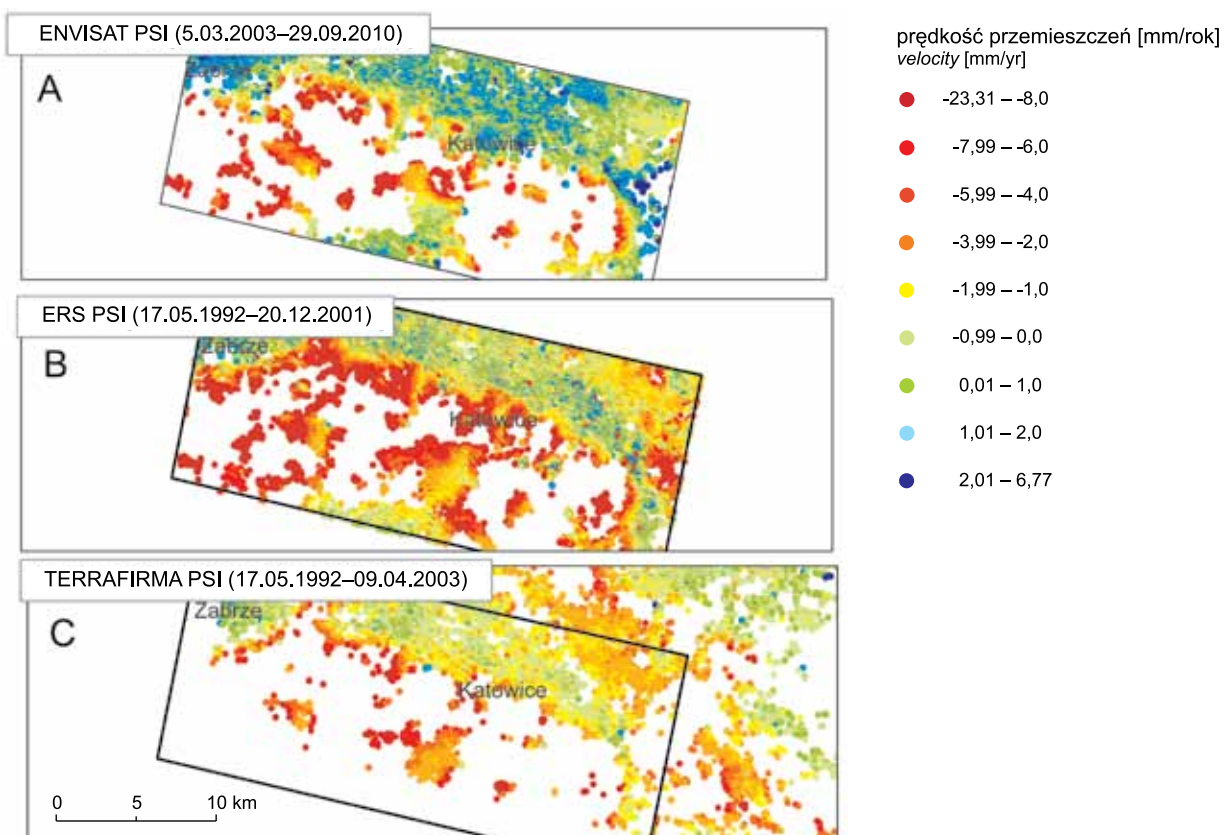 ENVISAT PSI (5.03.2003–29.09.2010)
A
Zabrze
Katowice
ERS PSI (17.05.1992–20.12.2001)
B
Zabrze
Katowice
TERRAFIRMA PSI (17.05.1992–09.04.2003)
C
Zabrze
Katowice
0 5 10 km
prędkość przemieszczeń [mm/rok]
velocity [mm/yr]
-23,31 – -8,0
-7,99 – -6,0
-5,99 – -4,0
-3,99 – -2,0
-1,99 – -1,0
-0,99 – 0,0
0,01 – 1,0
1,01 – 2,0
2,01 – 6,77